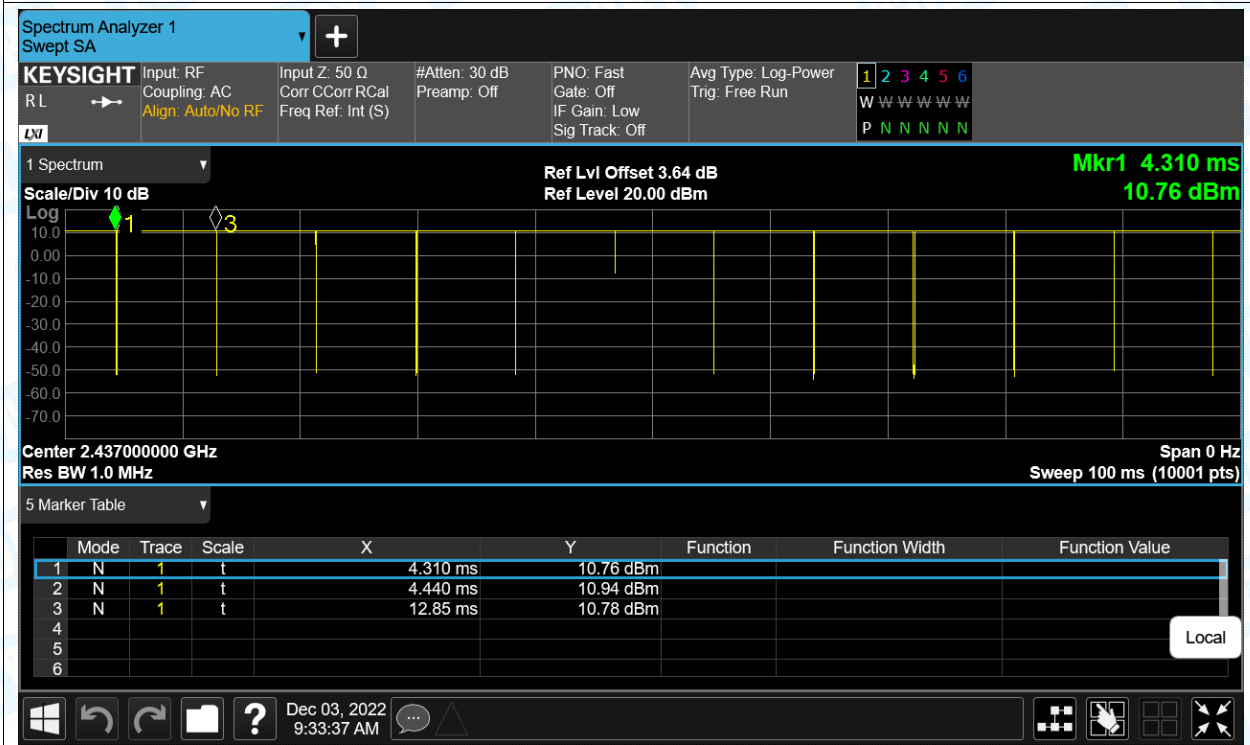 Spectrum Analyzer 1
Swept SA
KEYSIGHT
R L
LXI
Input: RF
Coupling: AC
Align: Auto/No RF
Input Z: 50 Ω
Corr CCorr RCal
Freq Ref: Int (S)
#Atten: 30 dB
Preamp: Off
PNO: Fast
Gate: Off
IF Gain: Low
Sig Track: Off
Avg Type: Log-Power
Trig: Free Run
1 2 3 4 5 6
W W W W W W
P N N N N N
1 Spectrum
Scale/Div 10 dB
Ref Lvl Offset 3.64 dB
Ref Level 20.00 dBm
Mkr1 4.310 ms
10.76 dBm
Log
1
3
10.0
0.00
-10.0
-20.0
-30.0
-40.0
-50.0
-60.0
-70.0
Center 2.437000000 GHz
Span 0 Hz
Res BW 1.0 MHz
Sweep 100 ms (10001 pts)
5 Marker Table
Mode Trace Scale X Y Function Function Width Function Value
1 N 1 t 4.310 ms 10.76 dBm
2 N 1 t 4.440 ms 10.94 dBm
3 N 1 t 12.85 ms 10.78 dBm
4
5
6
Local
?
Dec 03, 2022
9:33:37 AM